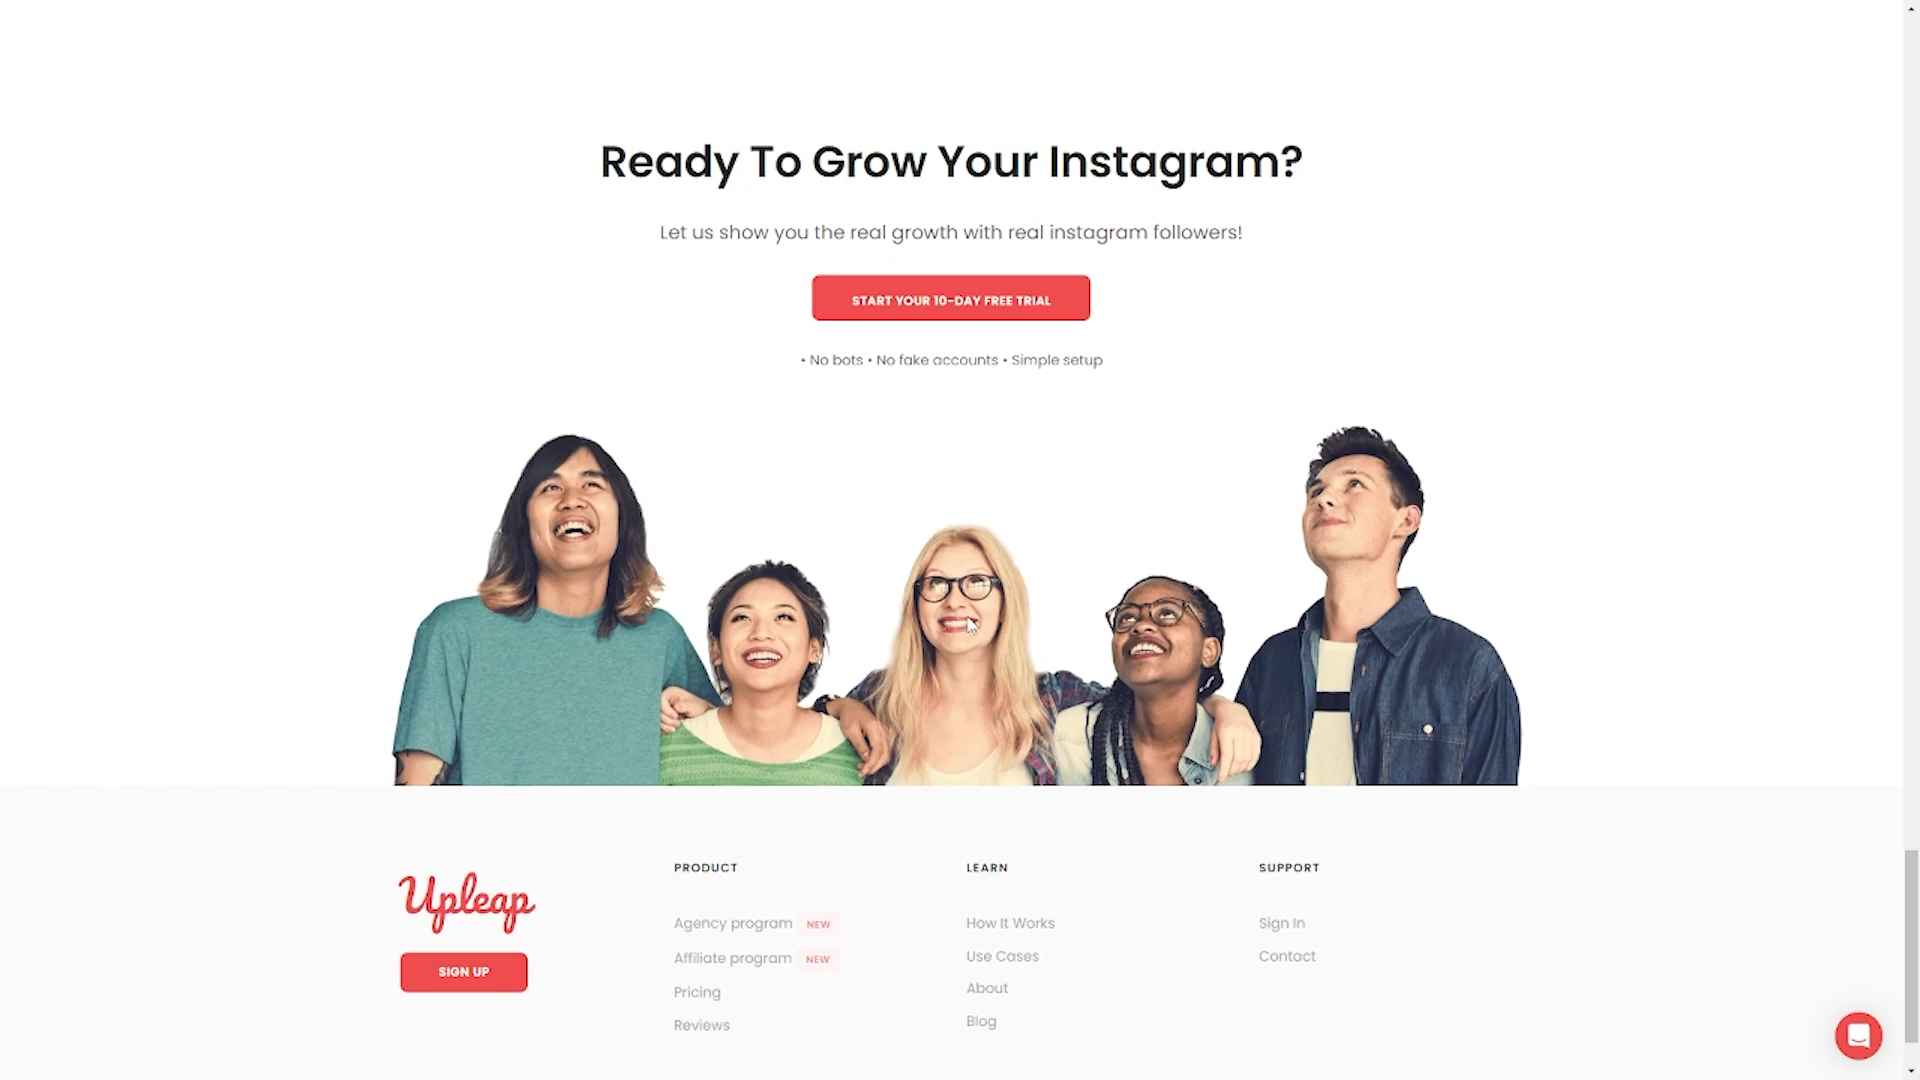 Ready To Grow Your Instagram?
Let us show you the real growth with real instagram followers!
START YOUR 10-DAY FREE TRIAL
• No bots • No fake accounts • Simple setup
Upleap
SIGN UP
PRODUCT
Agency program NEW
Affiliate program NEW
Pricing
Reviews
LEARN
How It Works
Use Cases
About
Blog
SUPPORT
Sign In
Contact